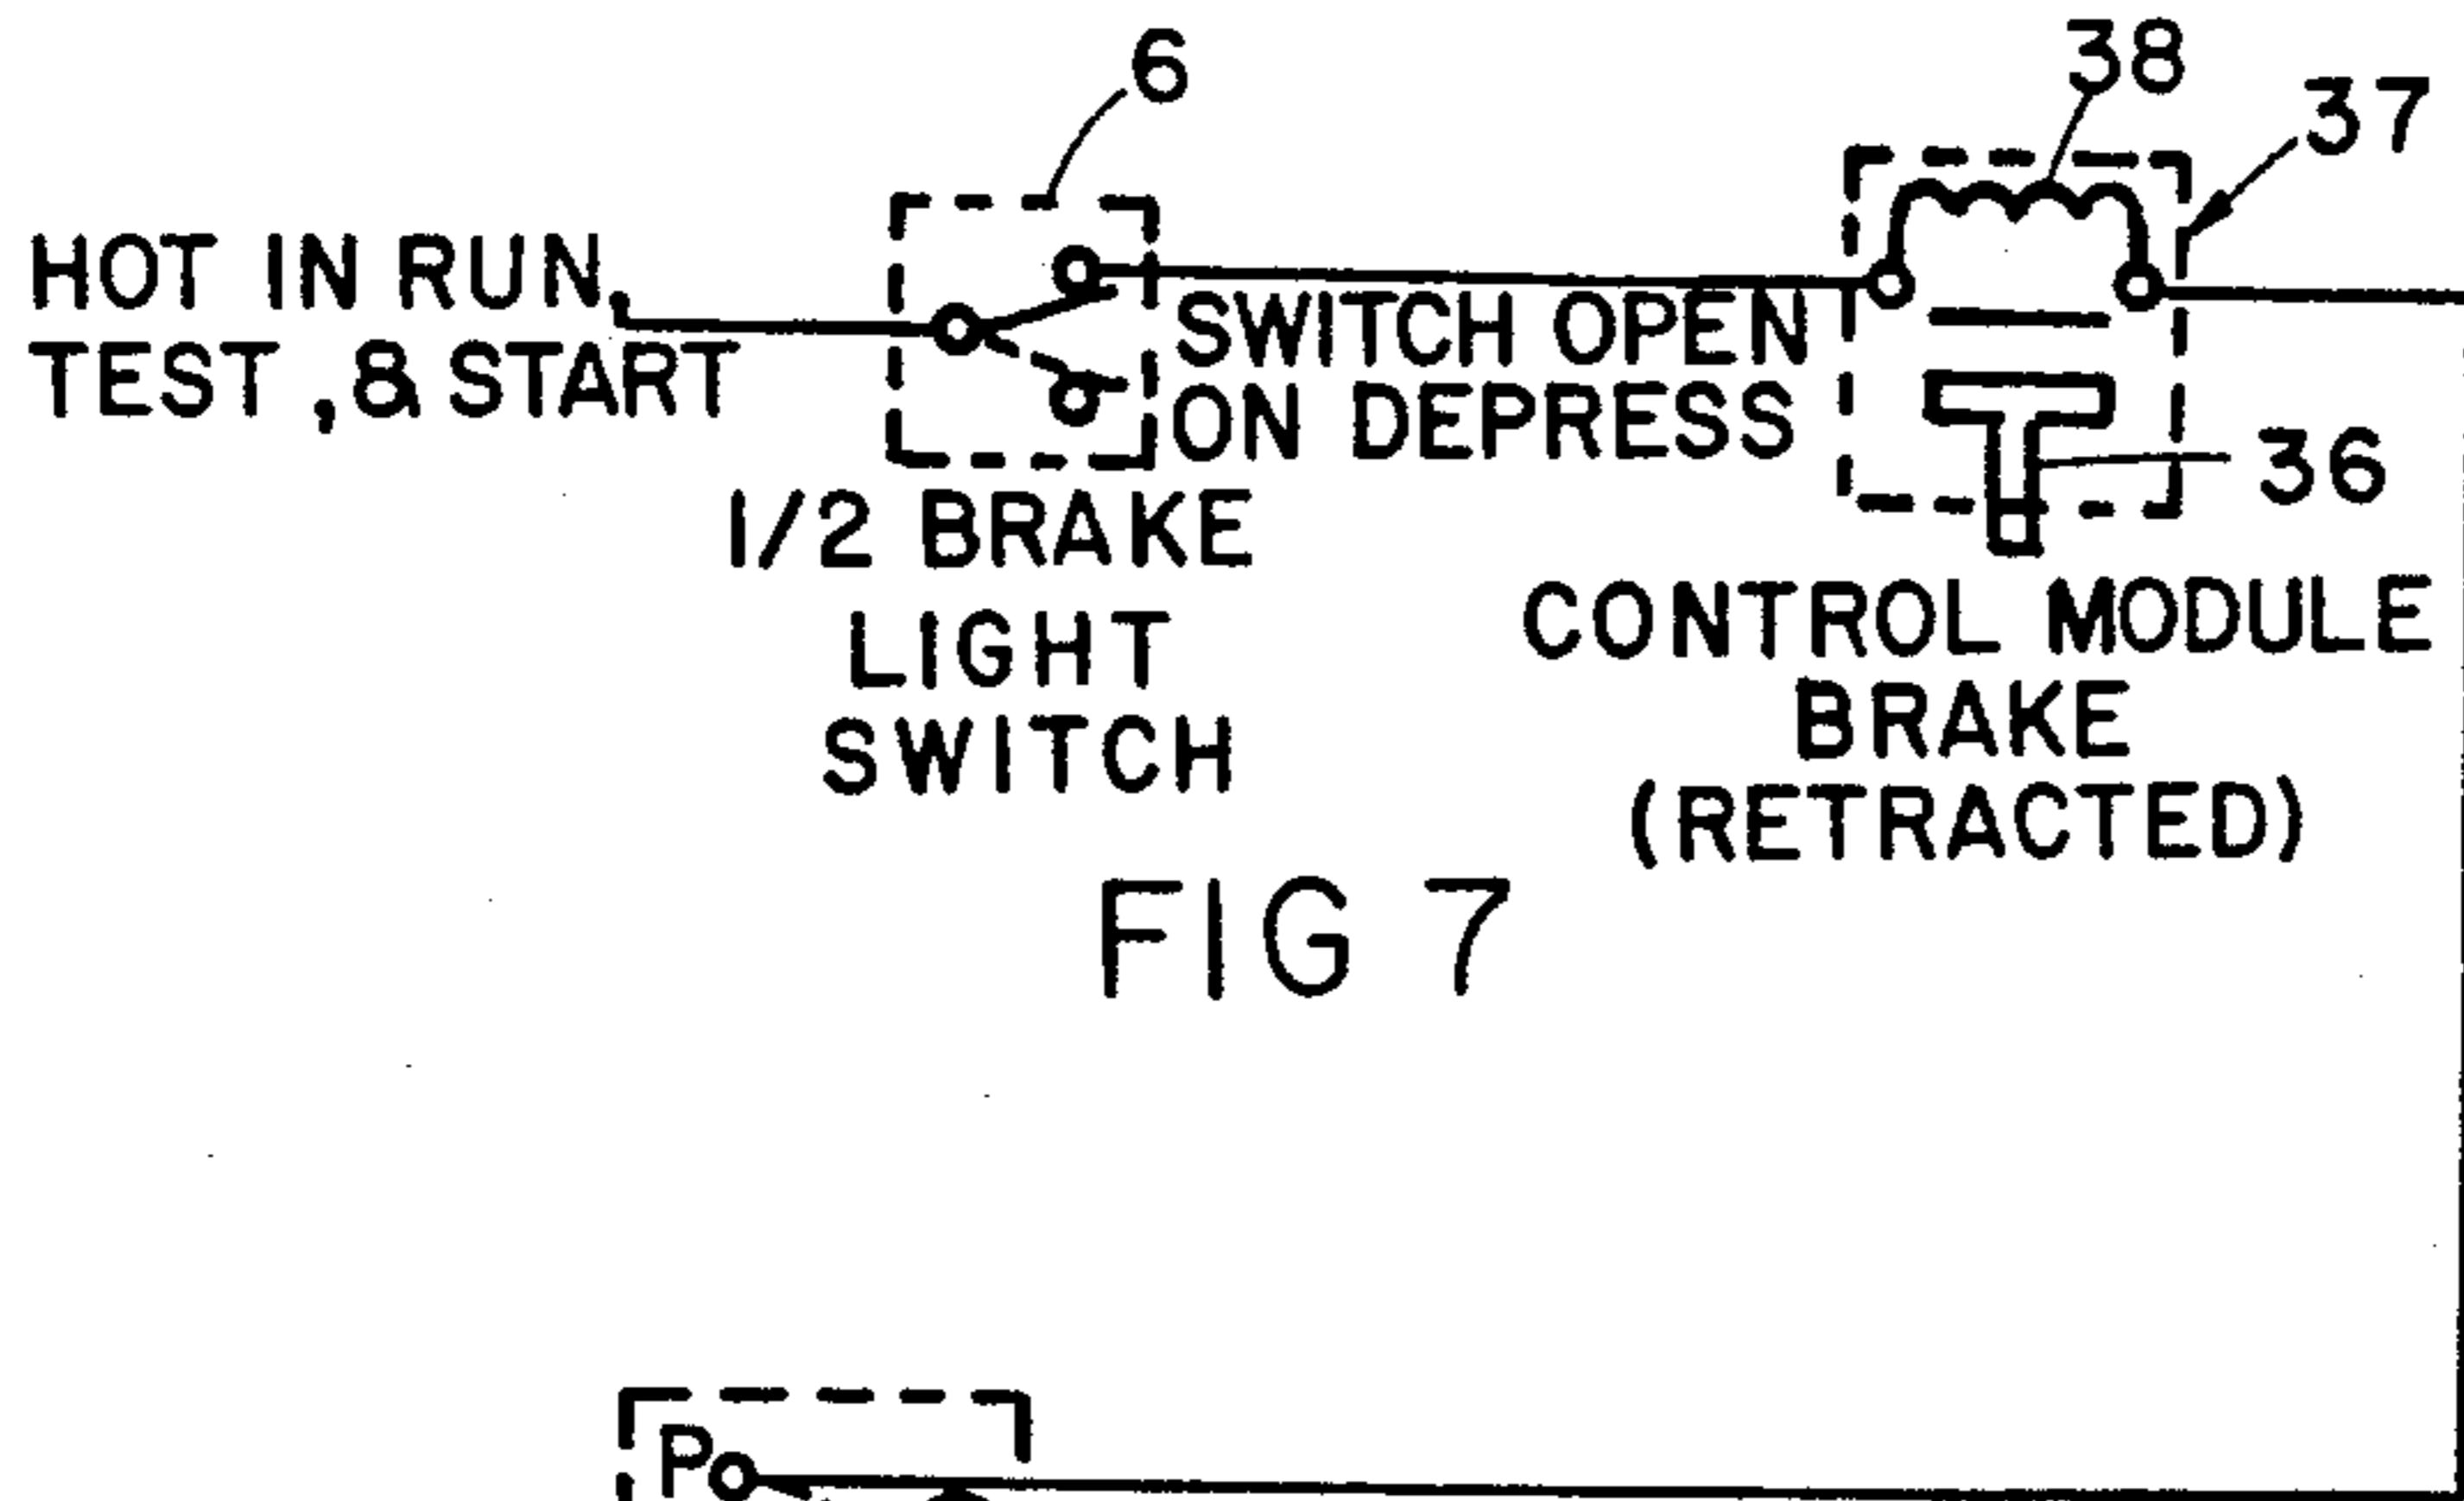 6
38
37
HOT IN RUN,
TEST, & START
SWITCH OPEN
ON DEPRESS
36
1/2 BRAKE
LIGHT
SWITCH
CONTROL MODULE
BRAKE
(RETRACTED)
FIG 7
P